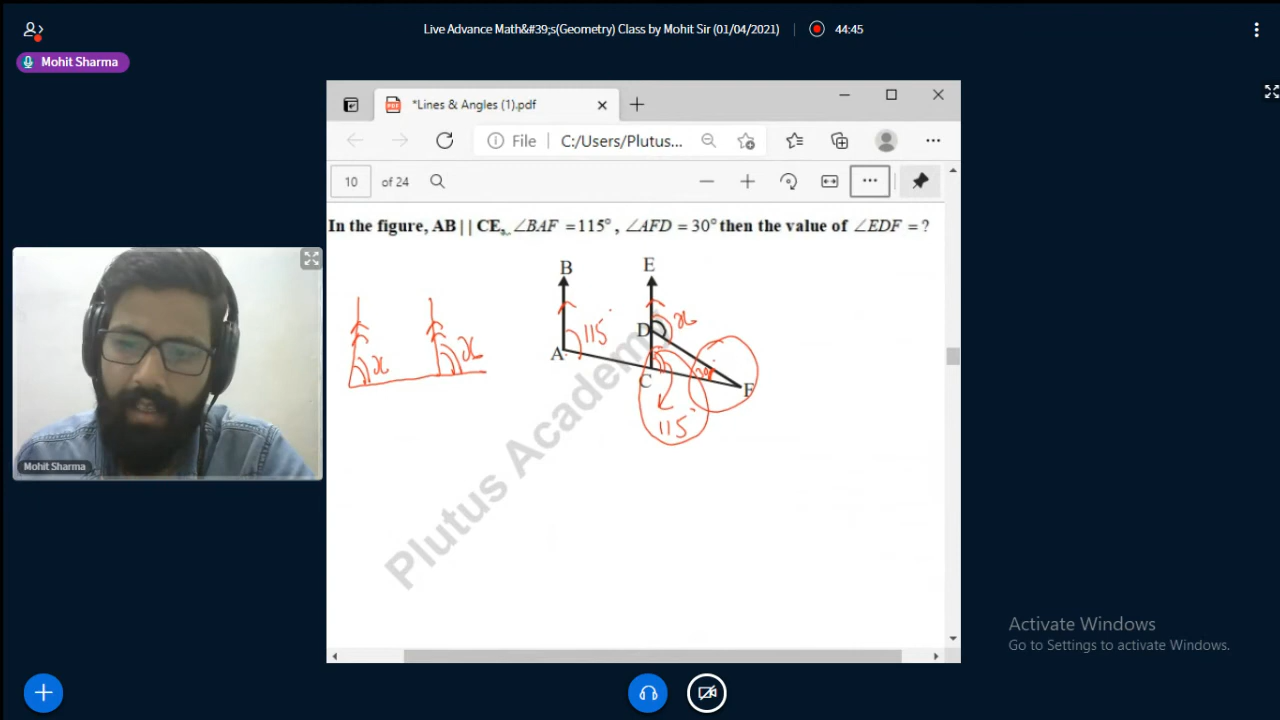 Live Advance Math&#39;s(Geometry) Class by Mohit Sir (01/04/2021)
44:45
Mohit Sharma
*Lines & Angles (1).pdf
File
C:/Users/Plutus...
10
of 24
In the figure, AB||CE, ∠BAF =115°, ∠AFD = 30° then the value of ∠EDF = ?
B
E
115°
D
x
A
x
x
C
30°
F
115°
Plutus Academ
Mohit Sharma
Activate Windows
Go to Settings to activate Windows.